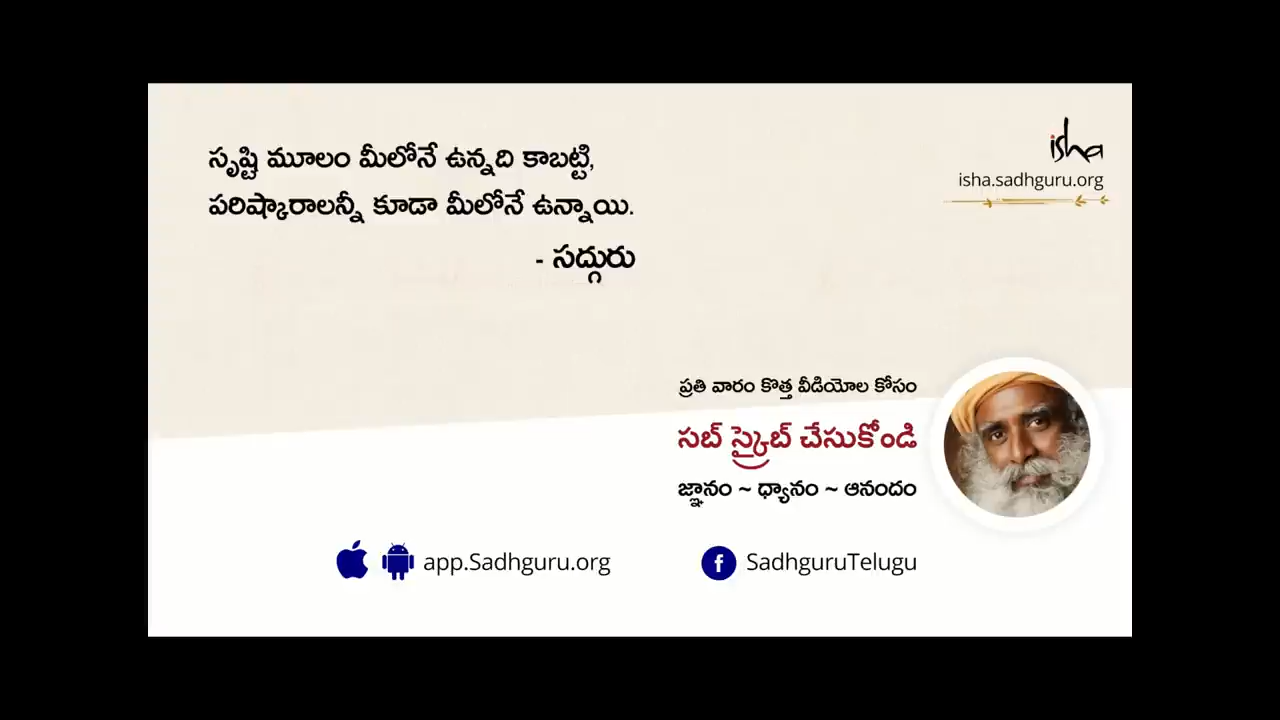 సృష్టి మూలం మీలోనే ఉన్నది కాబట్టి,
పరిష్కారాలన్నీ కూడా మీలోనే ఉన్నాయి.
- సద్గురు
isha
isha.sadhguru.org
ప్రతి వారం కొత్త వీడియోల కోసం
సబ్ స్క్రైబ్ చేసుకోండి
జ్ఞానం ~ ధ్యానం ~ ఆనందం
app.Sadhguru.org
f SadhguruTelugu